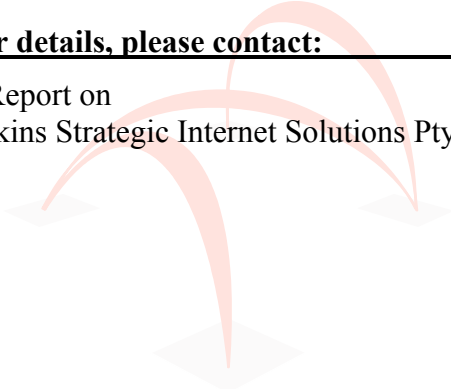 r details, please contact:
Report on
kins Strategic Internet Solutions Pty